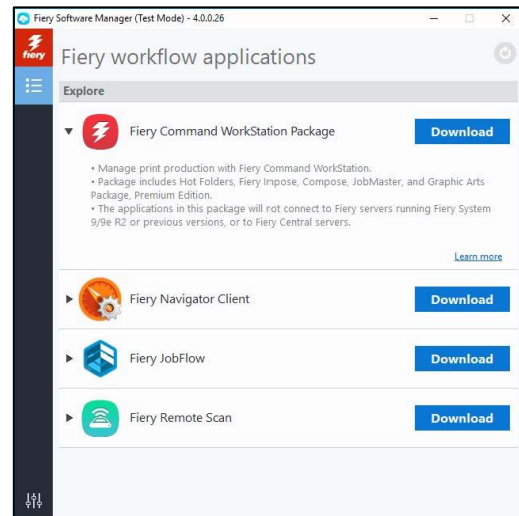 Fiery Software Manager (Test Mode) - 4.0.0.26
fiery
Fiery workflow applications
Explore
Fiery Command WorkStation Package
Download
• Manage print production with Fiery Command WorkStation.
• Package includes Hot Folders, Fiery Impose, Compose, JobMaster, and Graphic Arts
Package, Premium Edition.
• The applications in this package will not connect to Fiery servers running Fiery System
9/9e R2 or previous versions, or to Fiery Central servers.
Learn more
Fiery Navigator Client
Download
Fiery JobFlow
Download
Fiery Remote Scan
Download